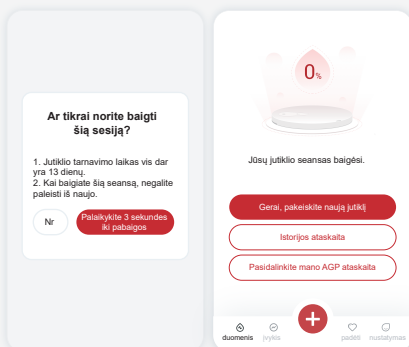 Ar tikrai norite baigti
šią sesiją?
1. Jutiklio tarnavimo laikas vis dar
yra 13 dienų.
2. Kai baigiate šią seansą, negalite
paleisti iš naujo.
Nr
Palaikykite 3 sekundes
iki pabaigos
0%
Jūsų jutiklio seansas baigėsi.
Gerai, pakeiskite naują jutiklį
Istorijos ataskaita
Pasidalinkite mano AGP ataskaita
duomenis
įvykis
padėti
nustatymas